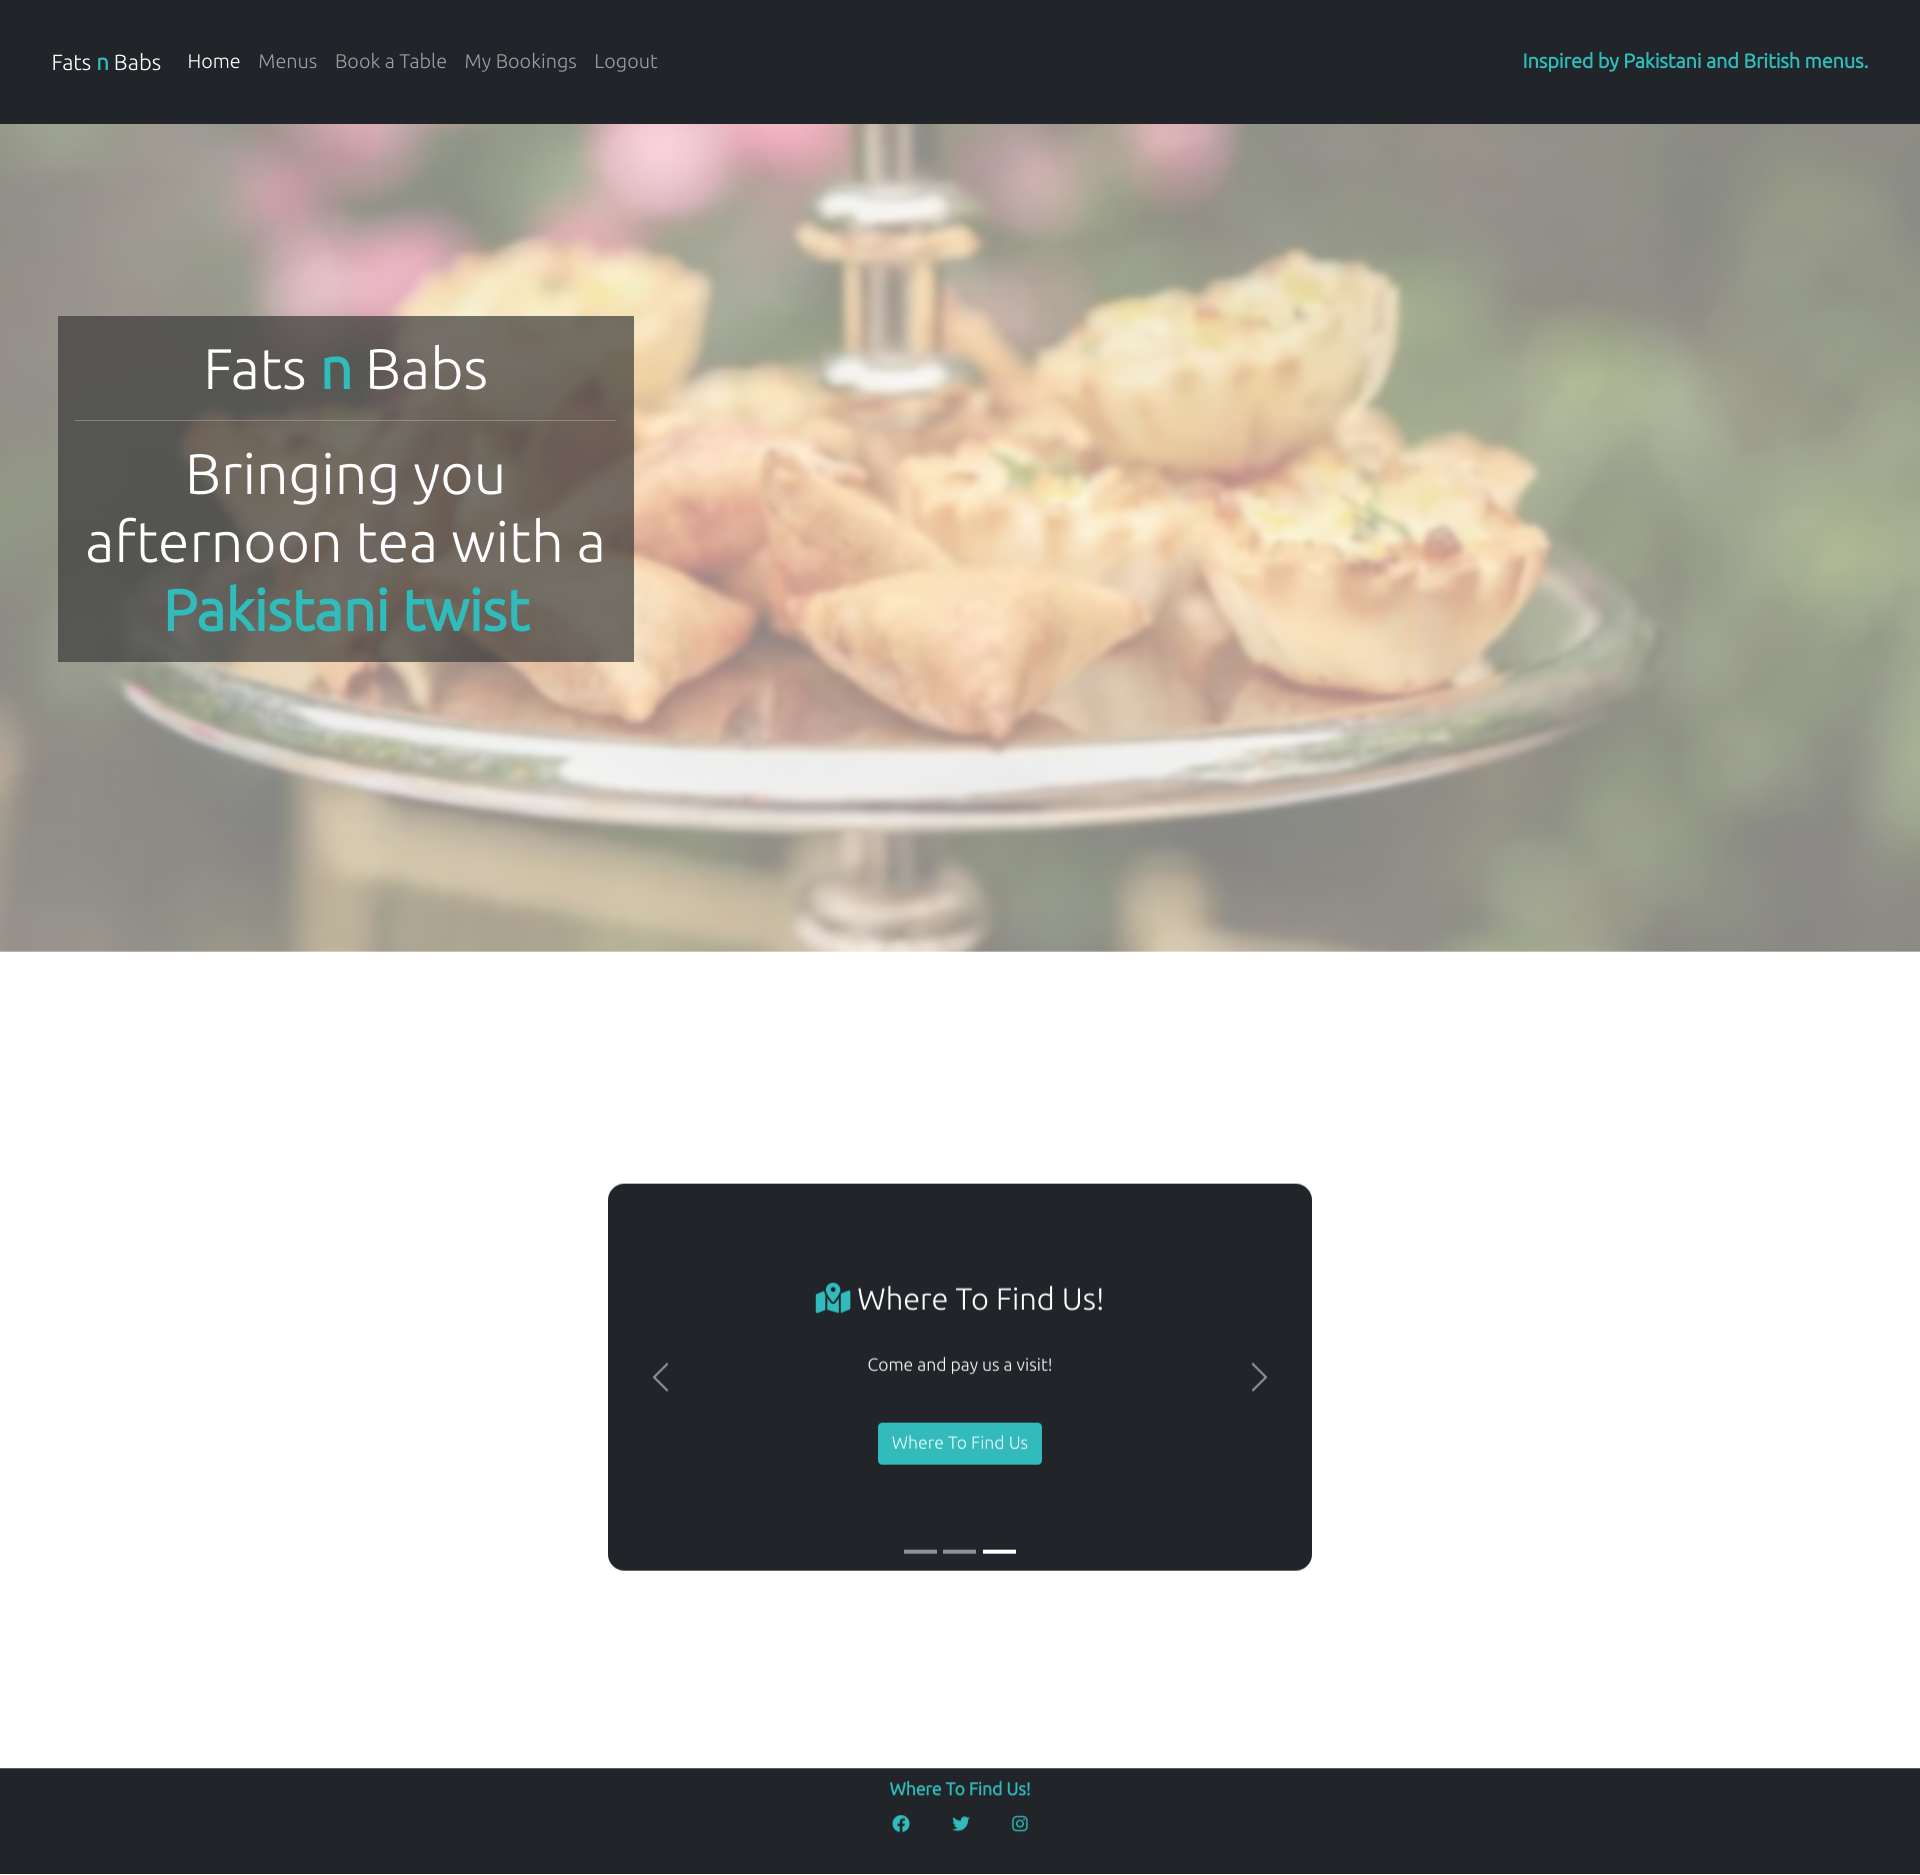 Fats n Babs Home Menus Book a Table My Bookings Logout Inspired by Pakistani and British menus.
Fats n Babs
Bringing you
afternoon tea with a
Pakistani twist
Where To Find Us!
Come and pay us a visit!
Where To Find Us
Where To Find Us!